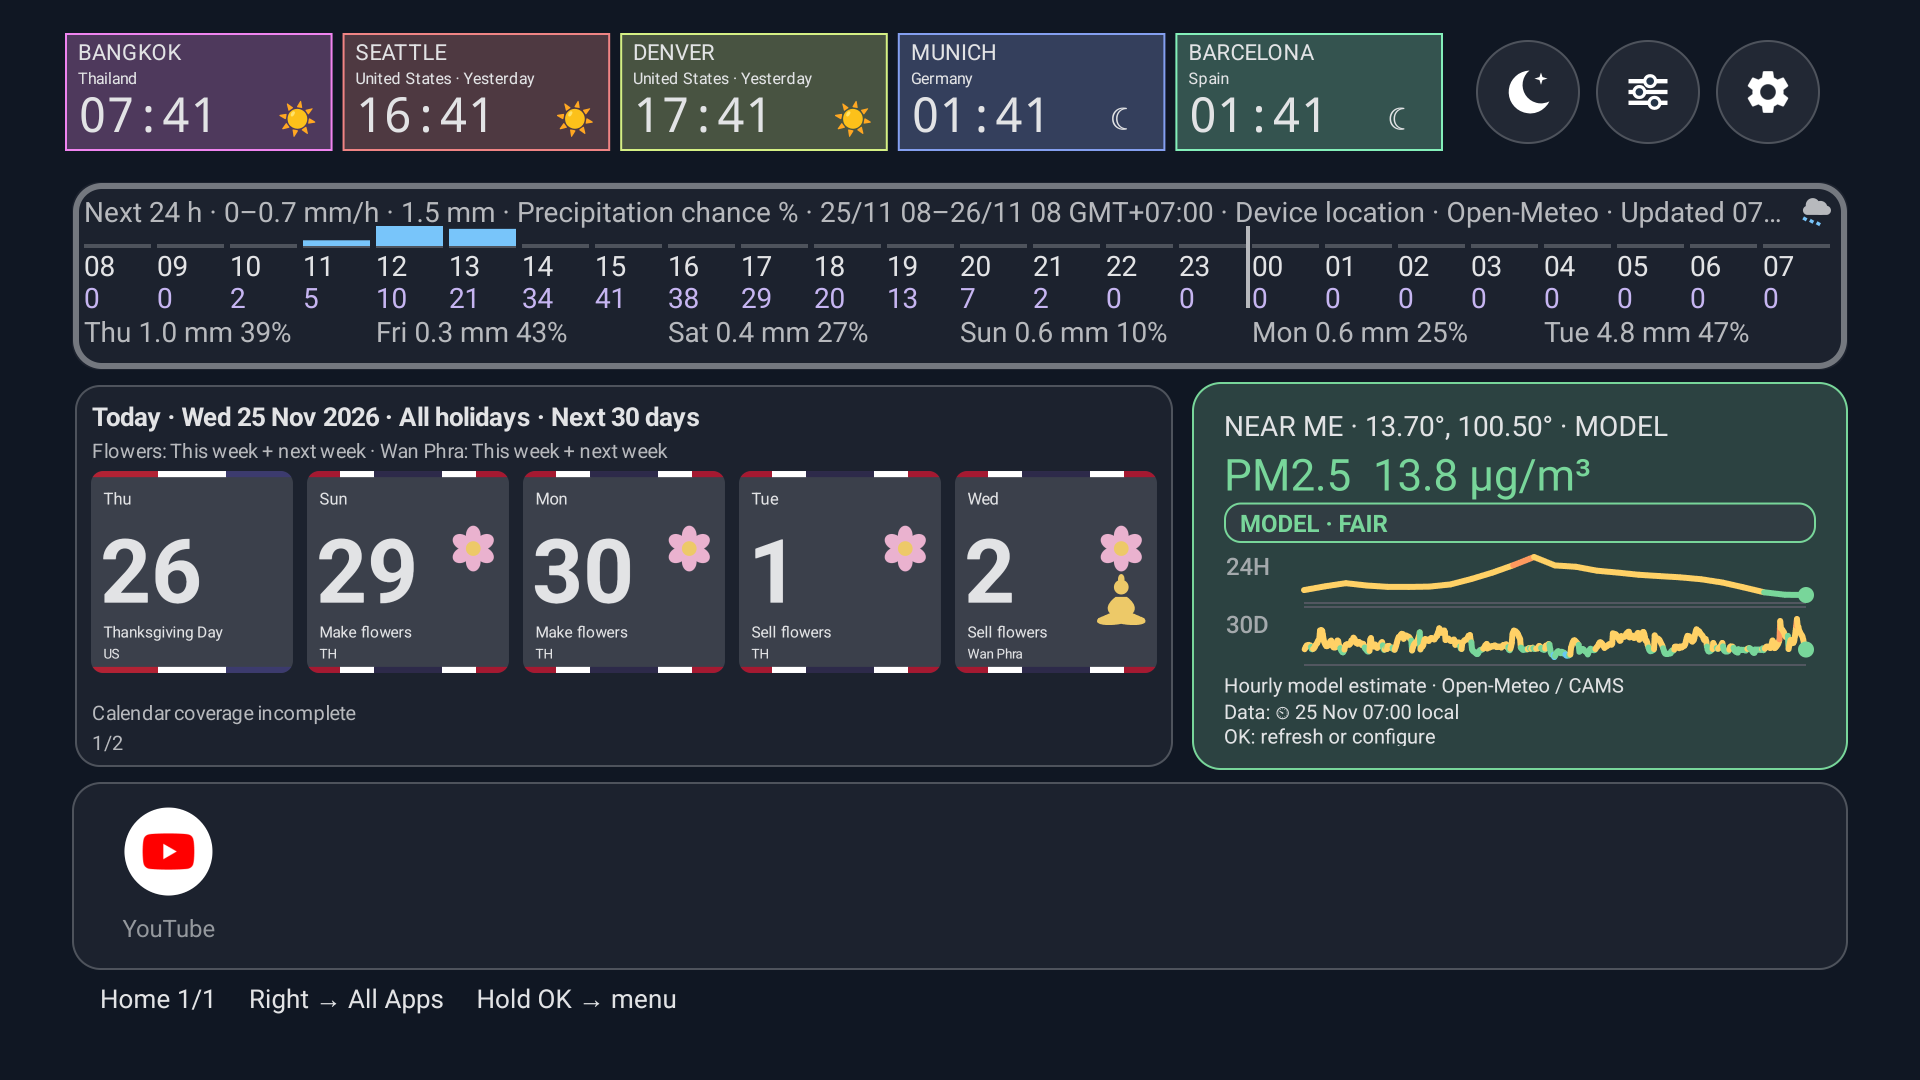 BANGKOK
Thailand
07:41
SEATTLE
United States · Yesterday
16:41
DENVER
United States · Yesterday
17:41
MUNICH
Germany
01:41
BARCELONA
Spain
01:41
Next 24 h · 0–0.7 mm/h · 1.5 mm · Precipitation chance % · 25/11 08–26/11 08 GMT+07:00 · Device location · Open-Meteo · Updated 07…
08 09 10 11 12 13 14 15 16 17 18 19 20 21 22 23 00 01 02 03 04 05 06 07
0 0 2 5 10 21 34 41 38 29 20 13 7 2 0 0 0 0 0 0 0 0 0 0
Thu 1.0 mm 39% Fri 0.3 mm 43% Sat 0.4 mm 27% Sun 0.6 mm 10% Mon 0.6 mm 25% Tue 4.8 mm 47%
Today · Wed 25 Nov 2026 · All holidays · Next 30 days
Flowers: This week + next week · Wan Phra: This week + next week
Thu
26
Thanksgiving Day
US
Sun
29
Make flowers
TH
Mon
30
Make flowers
TH
Tue
1
Sell flowers
TH
Wed
2
Sell flowers
Wan Phra
Calendar coverage incomplete
1/2
NEAR ME · 13.70°, 100.50° · MODEL
PM2.5 13.8 µg/m³
MODEL · FAIR
24H
30D
Hourly model estimate · Open-Meteo / CAMS
Data: ⏲ 25 Nov 07:00 local
OK: refresh or configure
YouTube
Home 1/1 Right → All Apps Hold OK → menu